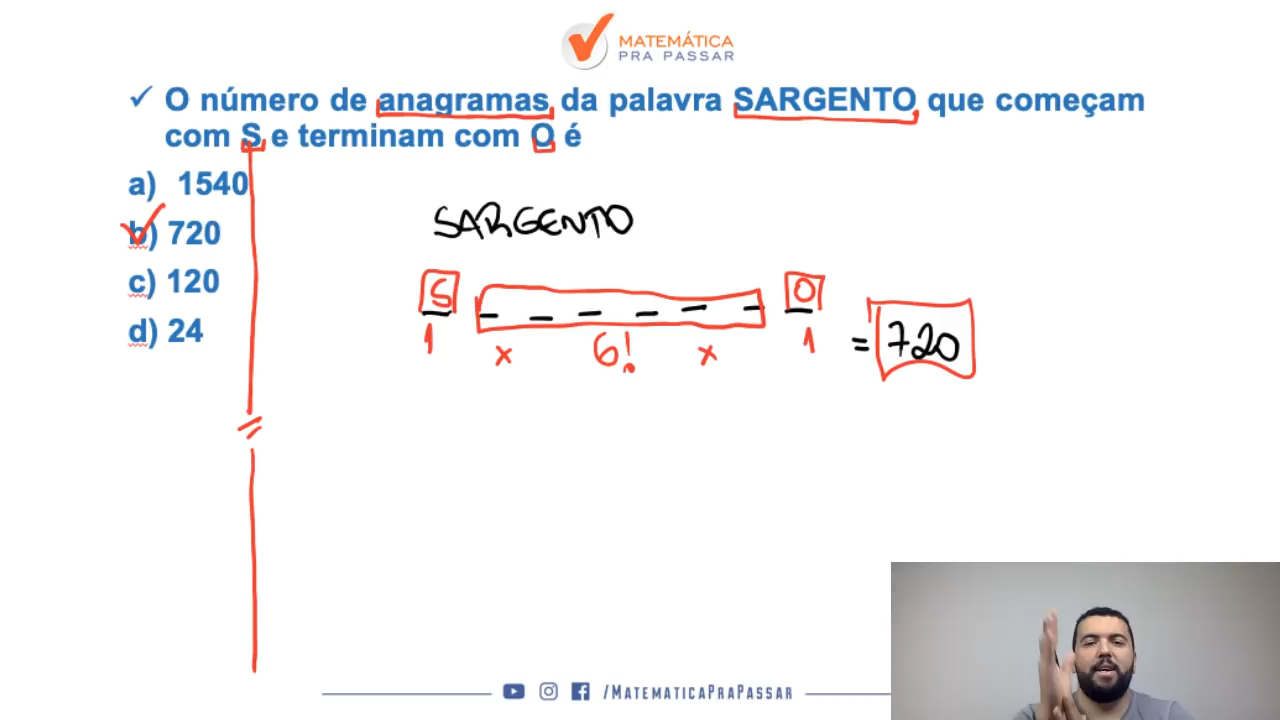 MATEMÁTICA
PRA PASSAR
✓ O número de anagramas da palavra SARGENTO que começam
com S e terminam com O é
a) 1540
b) 720
c) 120
d) 24
SARGENTO
S O
1 x 6! x 1 = 720
/MATEMATICAPRAPASSAR